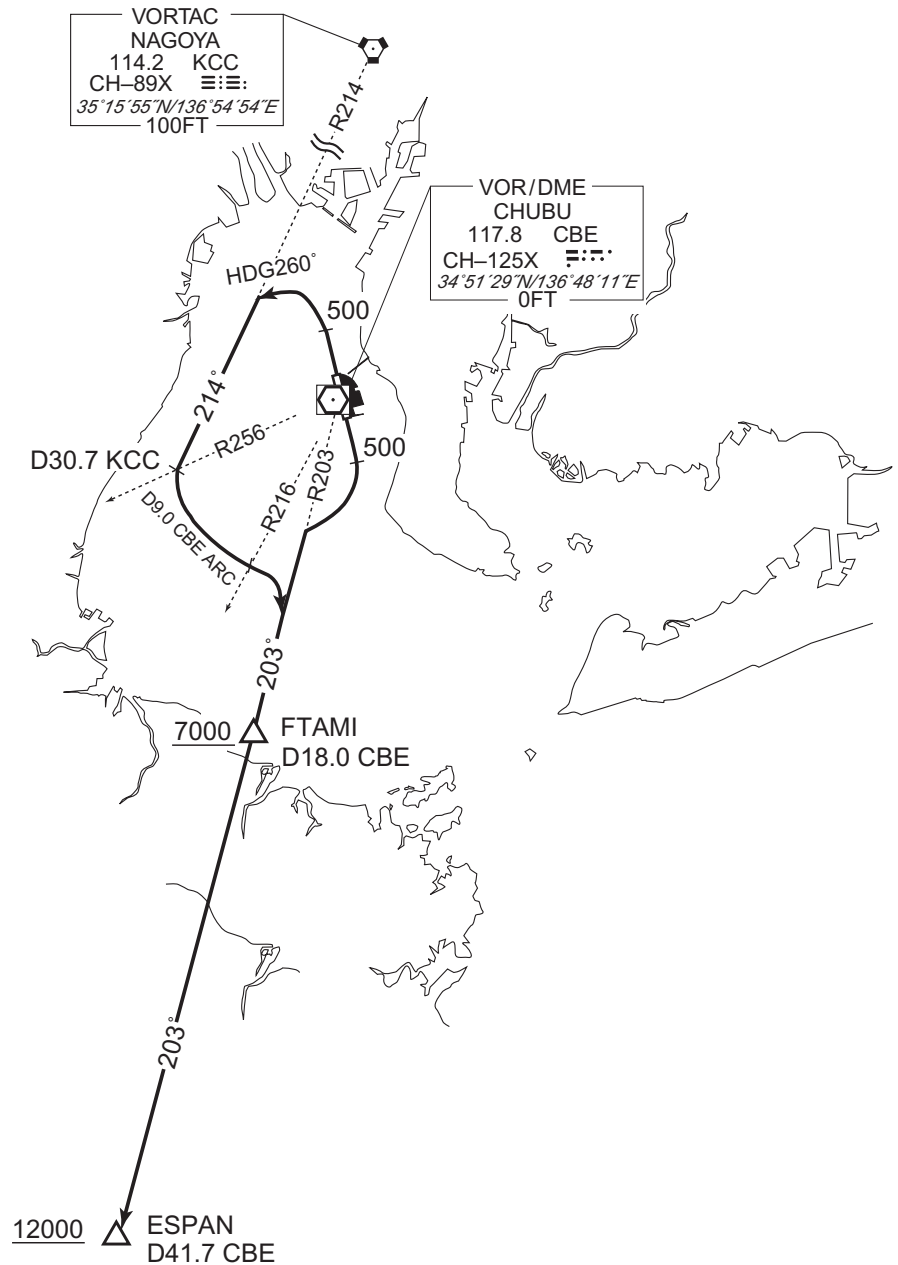 VORTAC
NAGOYA
114.2 KCC
CH–89X
35°15´55˝N/136°54´54˝E
100FT
R214
VOR/DME
CHUBU
117.8 CBE
CH–125X
34°51´29˝N/136°48´11˝E
0FT
HDG260°
500
214°
R256
D30.7 KCC
500
R203
R216
D9.0 CBE ARC
203°
7000
FTAMI
D18.0 CBE
203°
12000
ESPAN
D41.7 CBE